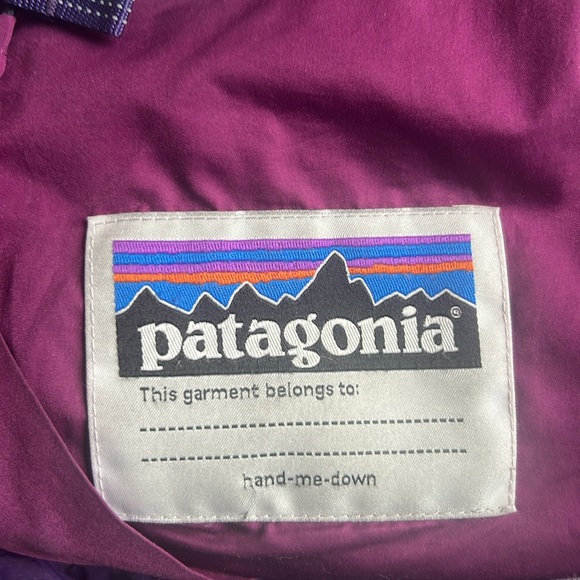 patagonia®
This garment belongs to:
hand-me-down